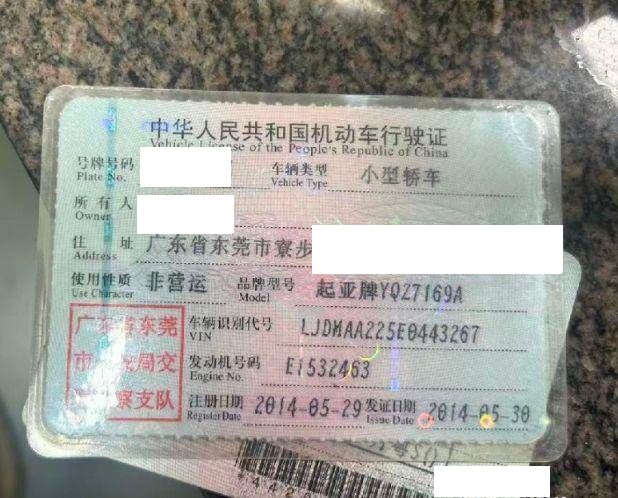 中华人民共和国机动车行驶证
Vehicle License of the People's Republic of China
号牌号码 车辆类型 小型轿车
Plate No. Vehicle Type
所有人
Owner
住址 广东省东莞市寮步
Address
使用性质 非营运 品牌型号 起亚牌YQZ7169A
Use Character Model
广东省东莞 车辆识别代号 LJDMAA225E0443267
VIN
市 局交 发动机号码 E1532463
Engine No.
察支队 注册日期 2014-05-29 发证日期 2014-05-30
Register Date Issue Date